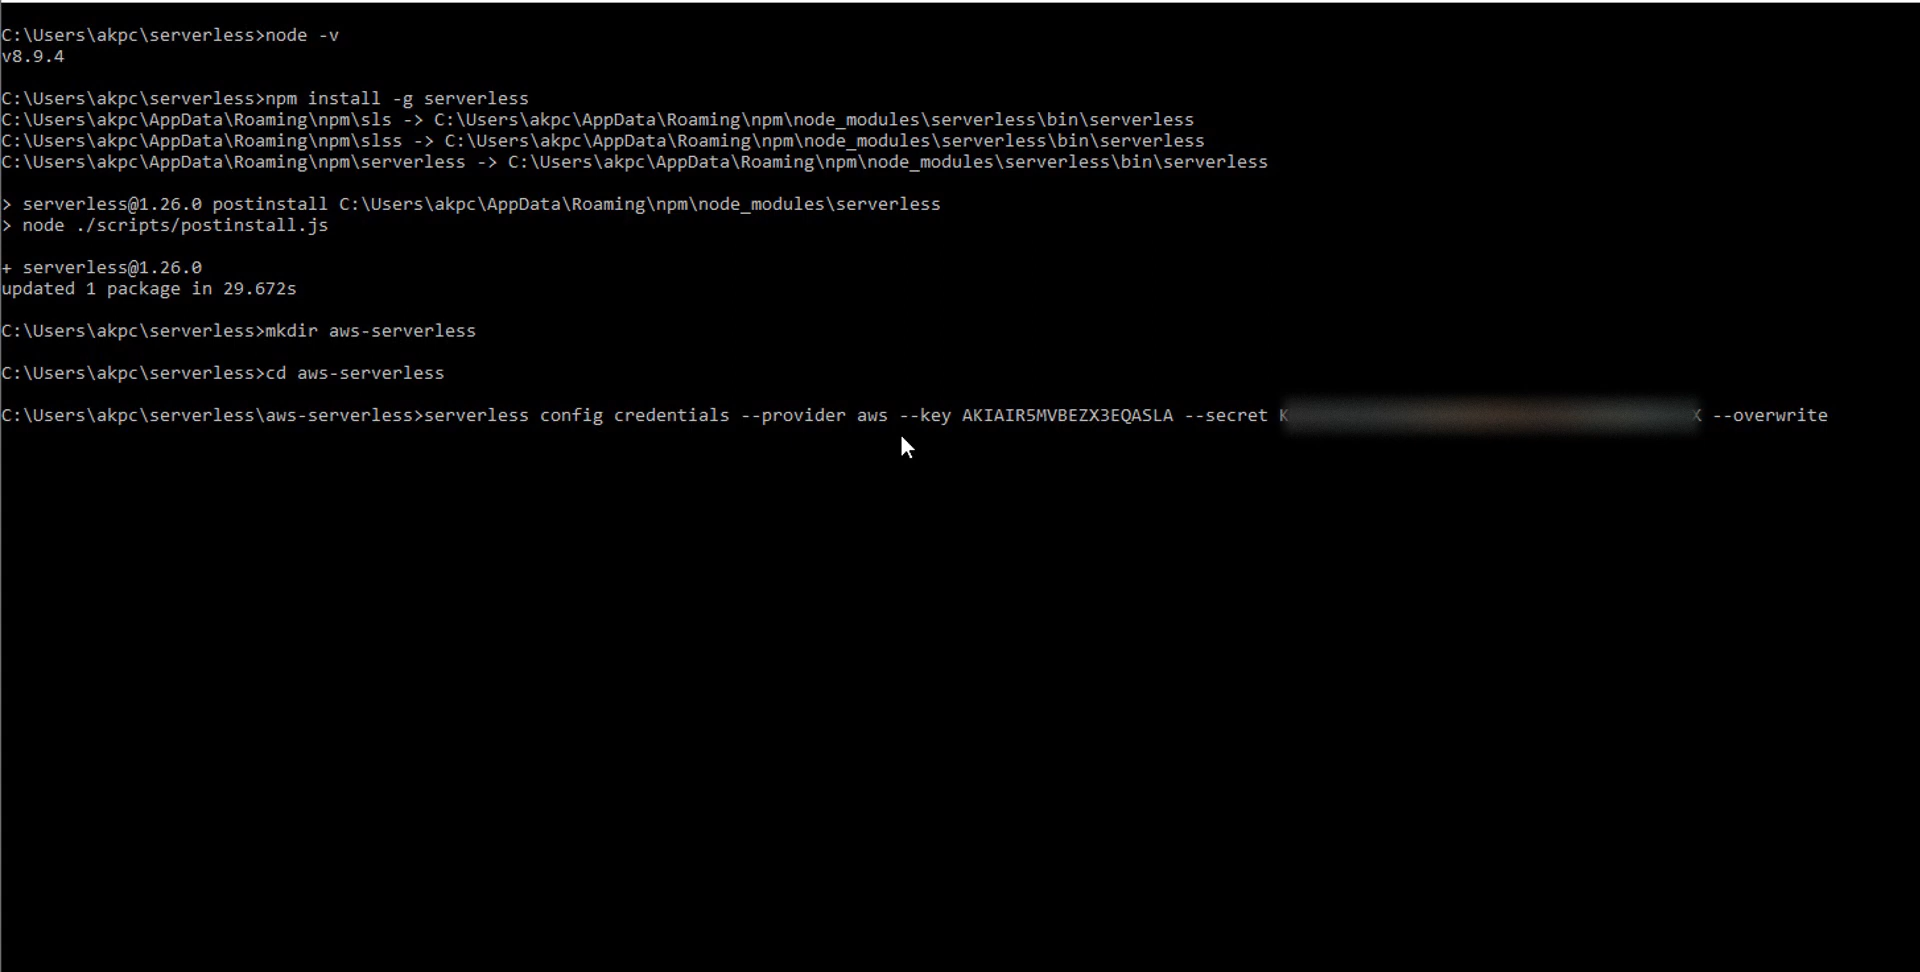 C:\Users\akpc\serverless>node -v
v8.9.4
C:\Users\akpc\serverless>npm install -g serverless
C:\Users\akpc\AppData\Roaming\npm\sls -> C:\Users\akpc\AppData\Roaming\npm\node_modules\serverless\bin\serverless
C:\Users\akpc\AppData\Roaming\npm\slss -> C:\Users\akpc\AppData\Roaming\npm\node_modules\serverless\bin\serverless
C:\Users\akpc\AppData\Roaming\npm\serverless -> C:\Users\akpc\AppData\Roaming\npm\node_modules\serverless\bin\serverless
> serverless@1.26.0 postinstall C:\Users\akpc\AppData\Roaming\npm\node_modules\serverless
> node ./scripts/postinstall.js
+ serverless@1.26.0
updated 1 package in 29.672s
C:\Users\akpc\serverless>mkdir aws-serverless
C:\Users\akpc\serverless>cd aws-serverless
C:\Users\akpc\serverless\aws-serverless>serverless config credentials --provider aws --key AKIAIR5MVBEZX3EQASLA --secret --overwrite